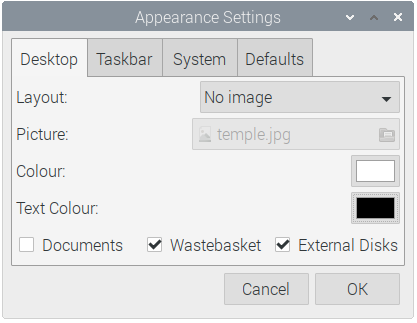 Appearance Settings
Desktop Taskbar System Defaults
Layout: No image
Picture: temple.jpg
Colour:
Text Colour:
Documents Wastebasket External Disks
Cancel OK